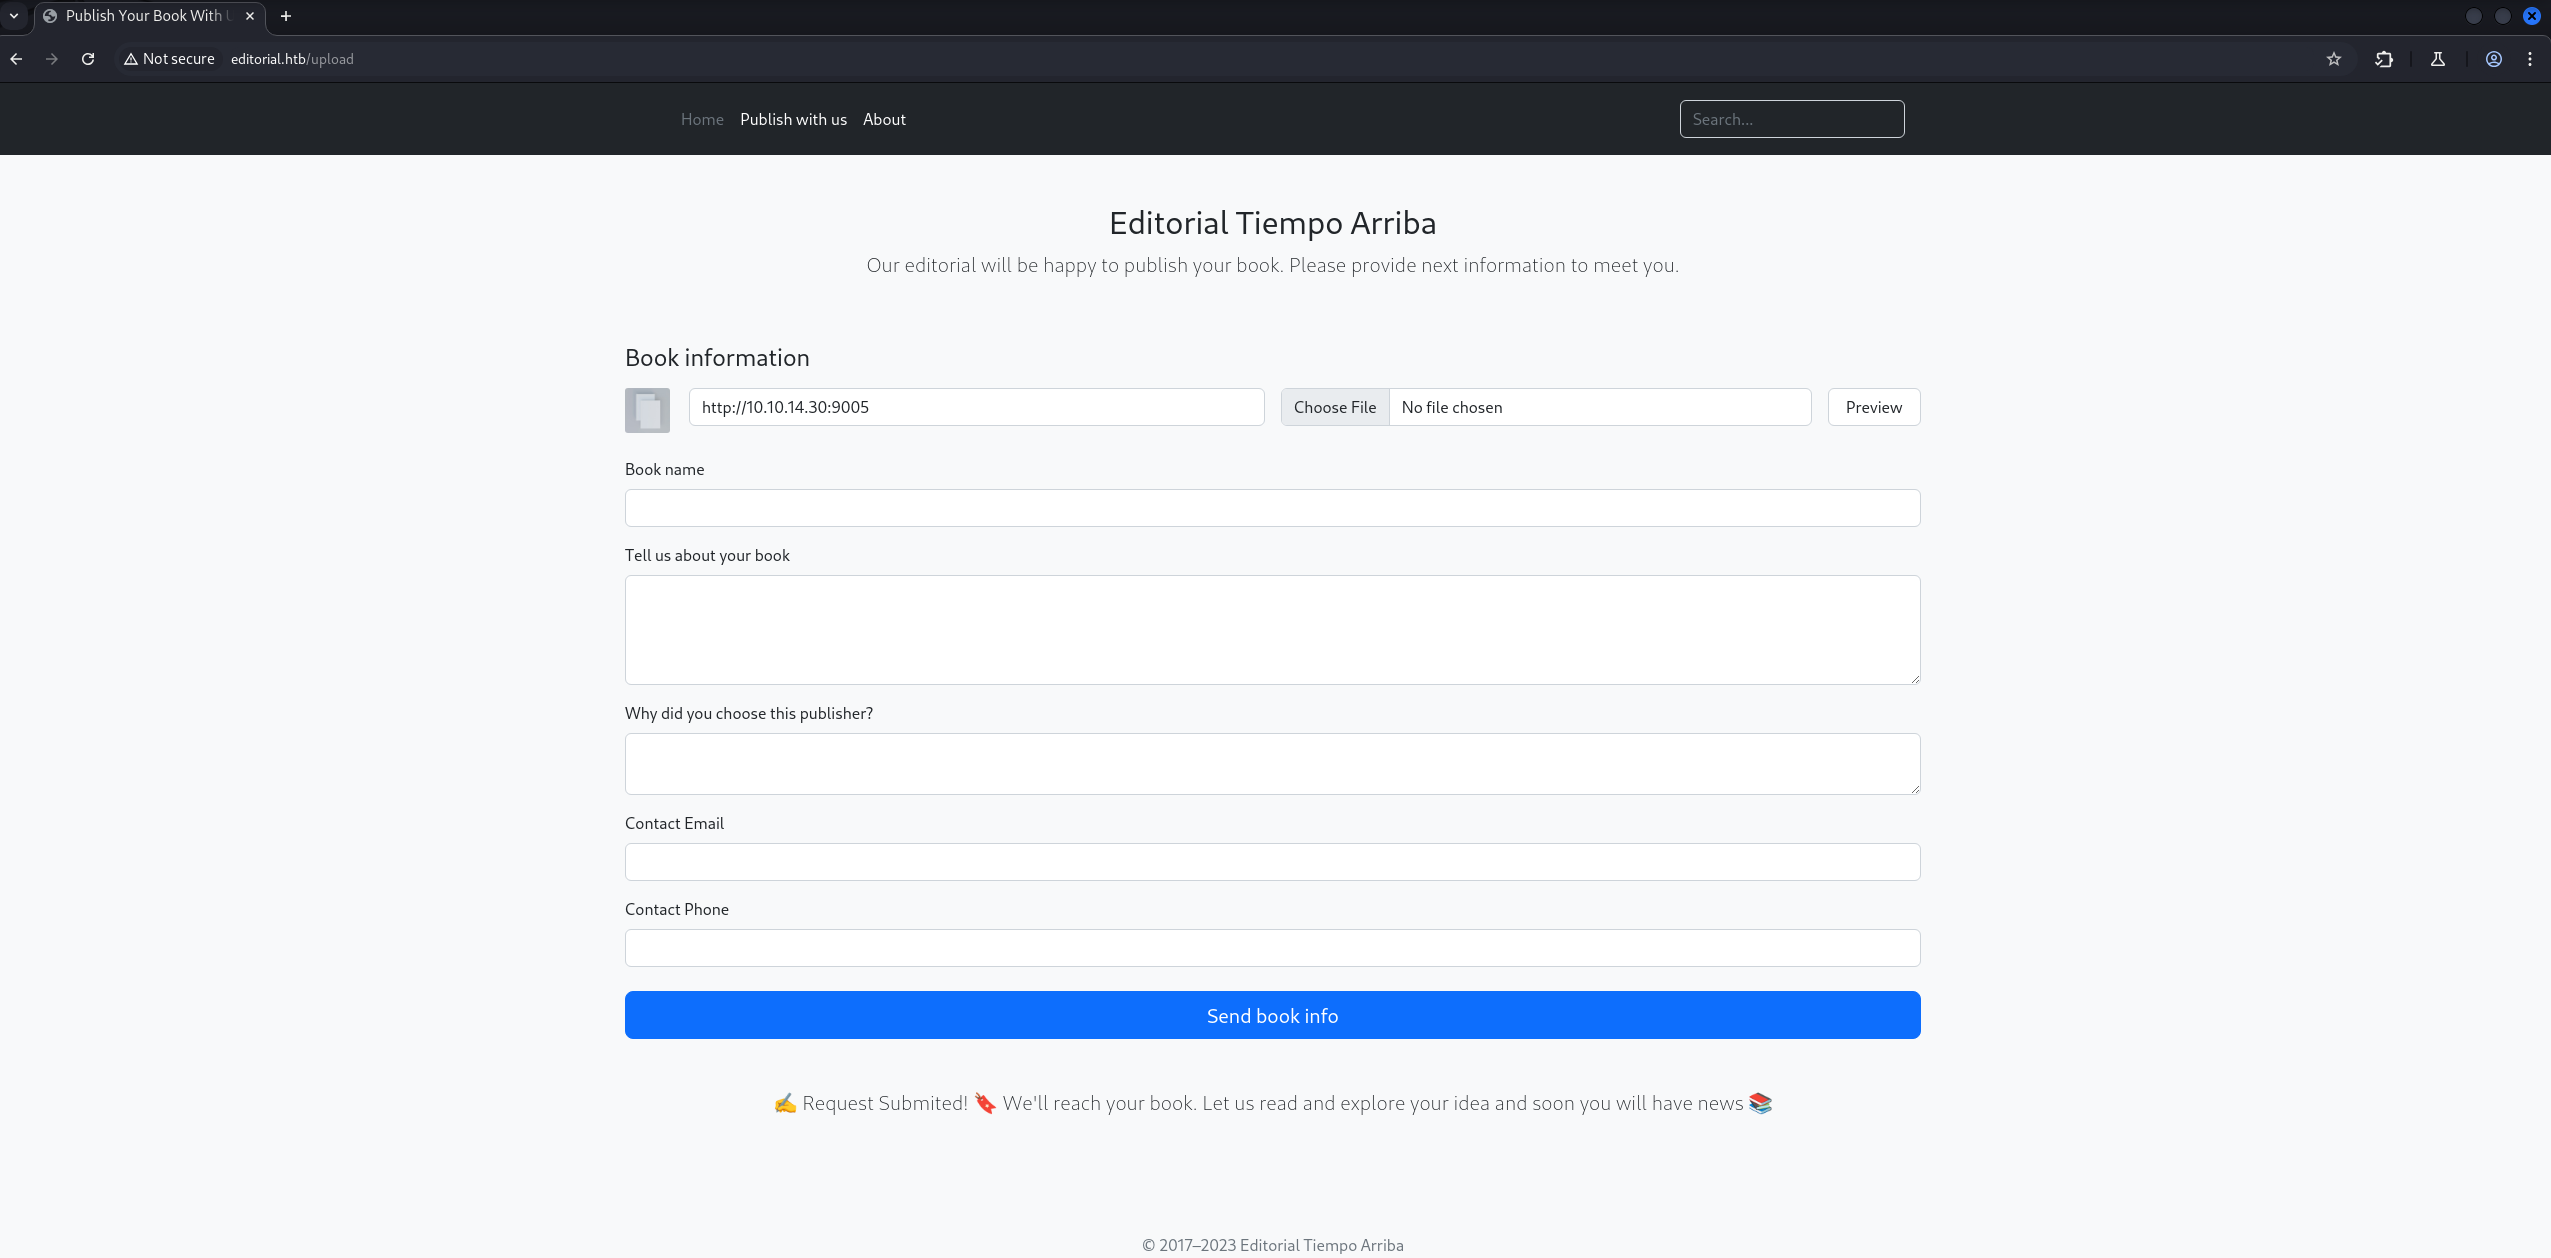 Publish Your Book With U
Not secure editorial.htb/upload
Home Publish with us About Search...
Editorial Tiempo Arriba
Our editorial will be happy to publish your book. Please provide next information to meet you.
Book information
http://10.10.14.30:9005 Choose File No file chosen Preview
Book name
Tell us about your book
Why did you choose this publisher?
Contact Email
Contact Phone
Send book info
✍️ Request Submited! 🔖 We'll reach your book. Let us read and explore your idea and soon you will have news 📚
© 2017–2023 Editorial Tiempo Arriba